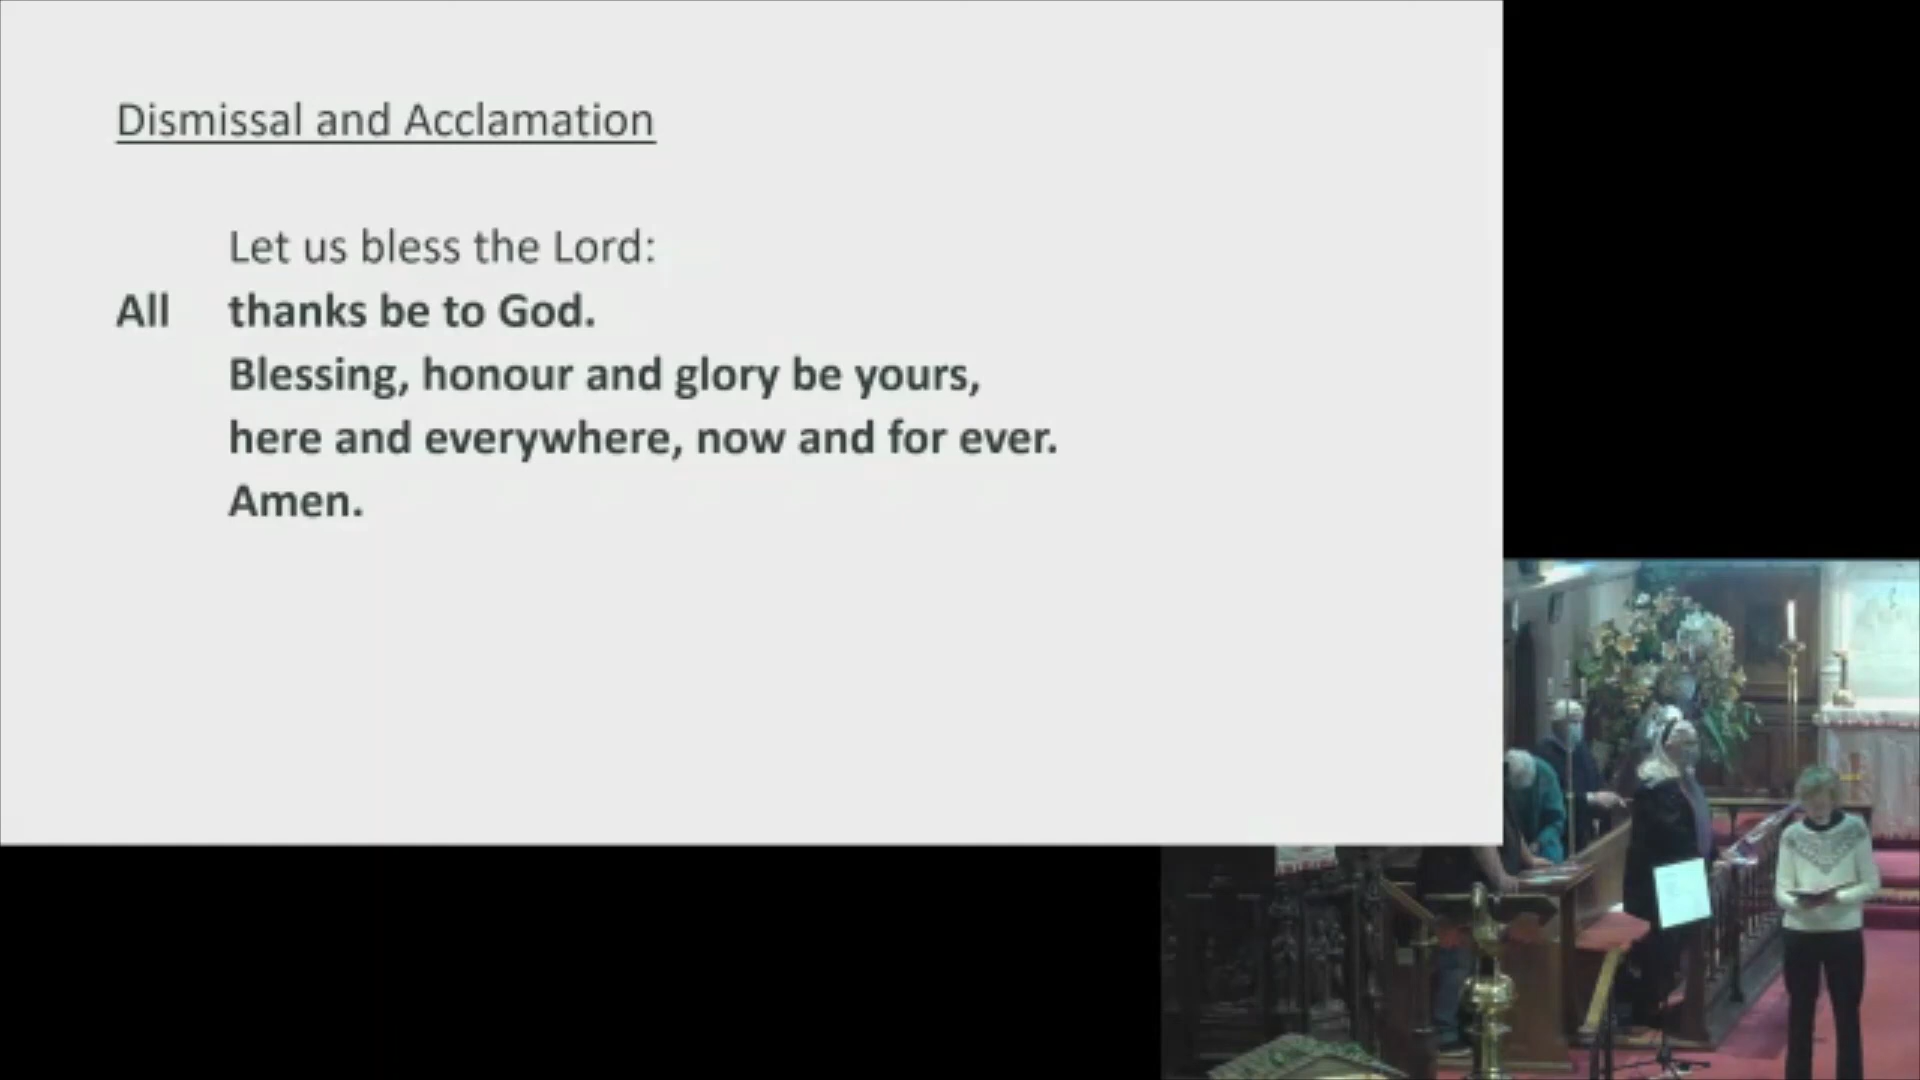 Dismissal and Acclamation
Let us bless the Lord:
All thanks be to God.
Blessing, honour and glory be yours,
here and everywhere, now and for ever.
Amen.